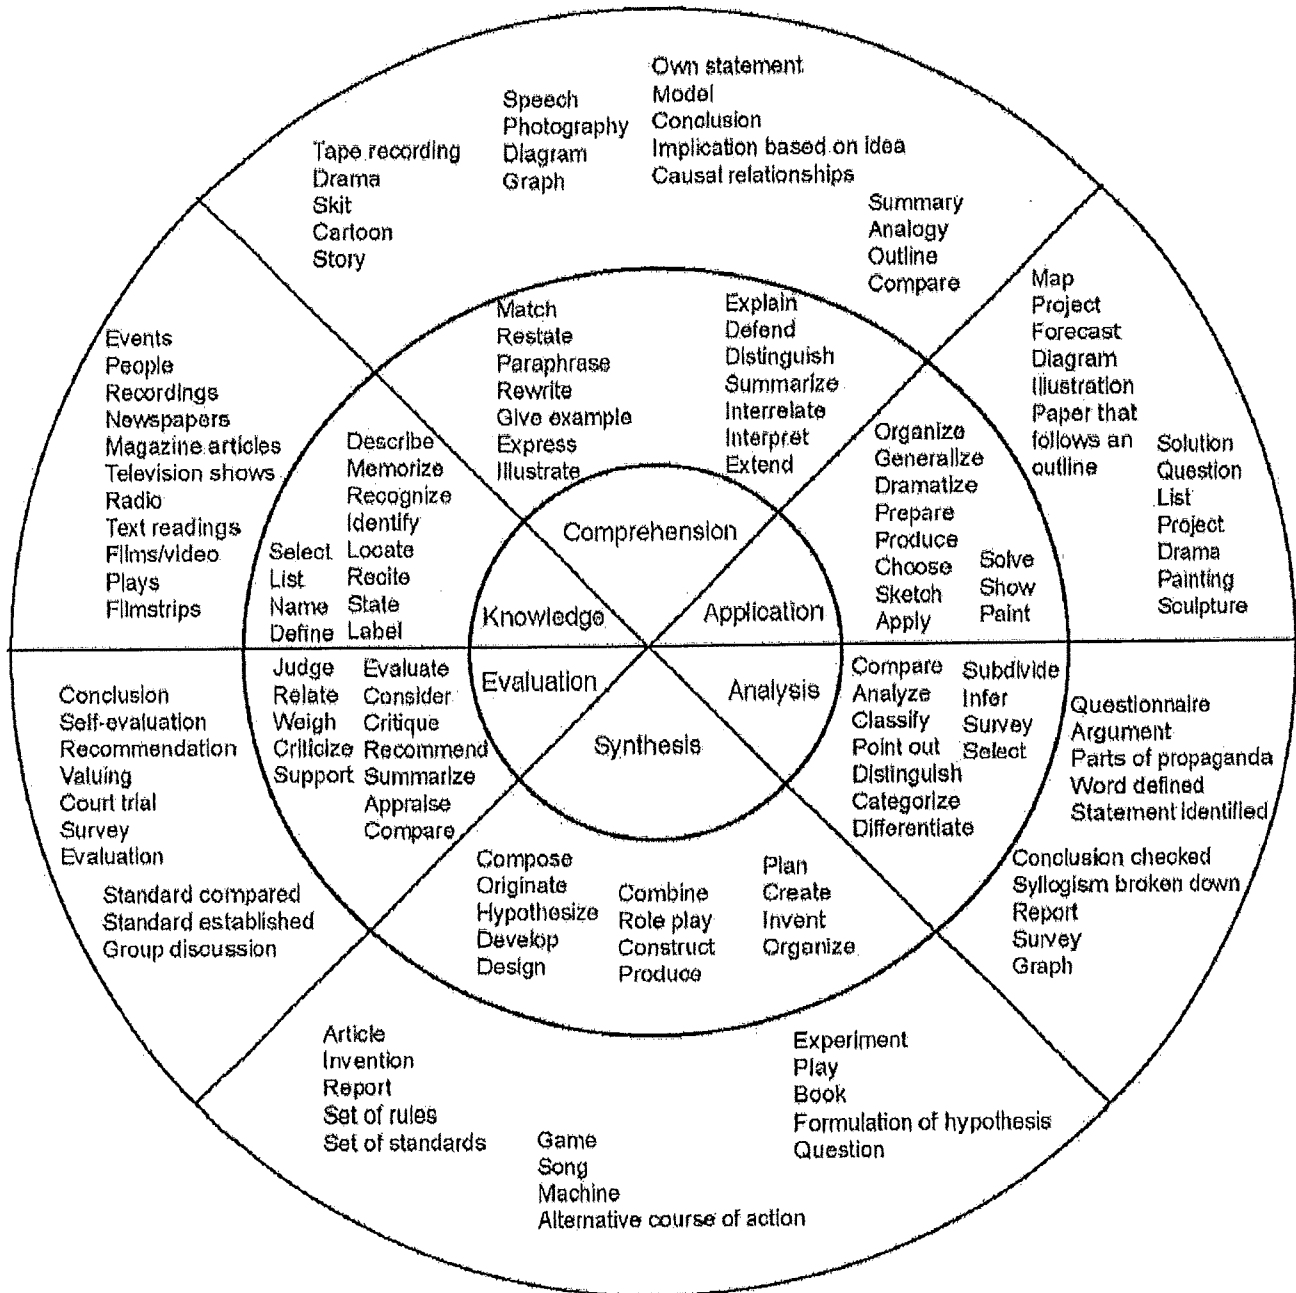 Own statement
Model
Conclusion
Implication based on idea
Causal relationships
Speech
Photography
Diagram
Graph
Tape recording
Drama
Skit
Cartoon
Story
Summary
Analogy
Outline
Compare
Match
Restate
Paraphrase
Rewrite
Give example
Express
Illustrate
Explain
Defend
Distinguish
Summarize
Interrelate
Interpret
Extend
Comprehension
Map
Project
Forecast
Diagram
Illustration
Paper that
follows an
outline
Solution
Question
List
Project
Drama
Painting
Sculpture
Organize
Generalize
Dramatize
Prepare
Produce
Choose
Sketch
Apply
Solve
Show
Paint
Application
Events
People
Recordings
Newspapers
Magazine articles
Television shows
Radio
Text readings
Films/video
Plays
Filmstrips
Describe
Memorize
Recognize
Identify
Locate
Recite
State
Label
Select
List
Name
Define
Knowledge
Evaluation
Judge
Relate
Weigh
Criticize
Support
Evaluate
Consider
Critique
Recommend
Summarize
Appraise
Compare
Conclusion
Self-evaluation
Recommendation
Valuing
Court trial
Survey
Evaluation
Standard compared
Standard established
Group discussion
Analysis
Compare
Analyze
Classify
Point out
Distinguish
Categorize
Differentiate
Subdivide
Infer
Survey
Select
Questionnaire
Argument
Parts of propaganda
Word defined
Statement identified
Conclusion checked
Syllogism broken down
Report
Survey
Graph
Synthesis
Compose
Originate
Hypothesize
Develop
Design
Combine
Role play
Construct
Produce
Plan
Create
Invent
Organize
Article
Invention
Report
Set of rules
Set of standards
Game
Song
Machine
Alternative course of action
Experiment
Play
Book
Formulation of hypothesis
Question